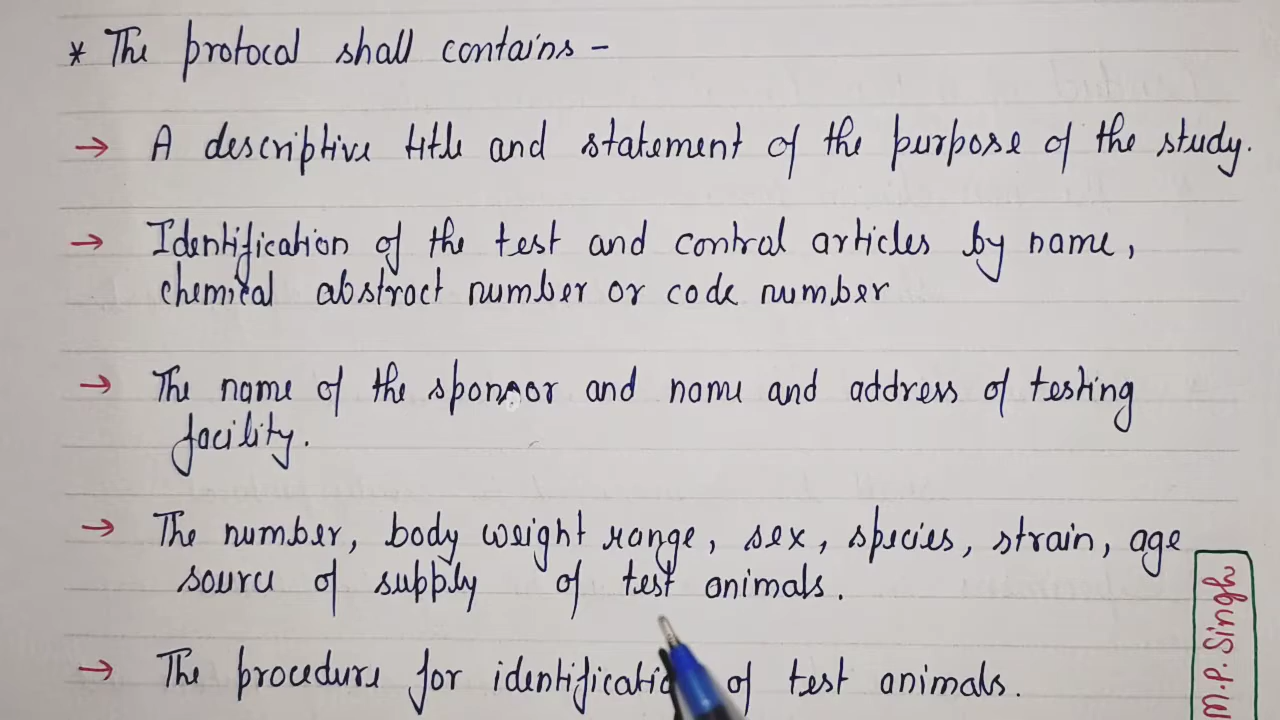 * The protocal shall contains -
→ A descriptive title and statement of the purpose of the study.
→ Identification of the test and control articles by name,
chemical abstract number or code number
→ The name of the sponsor and name and address of testing
facility.
→ The number, body weight range, sex, species, strain, age
source of supply of test animals.
→ The procedure for identificatio of test animals.
M.P. Singh